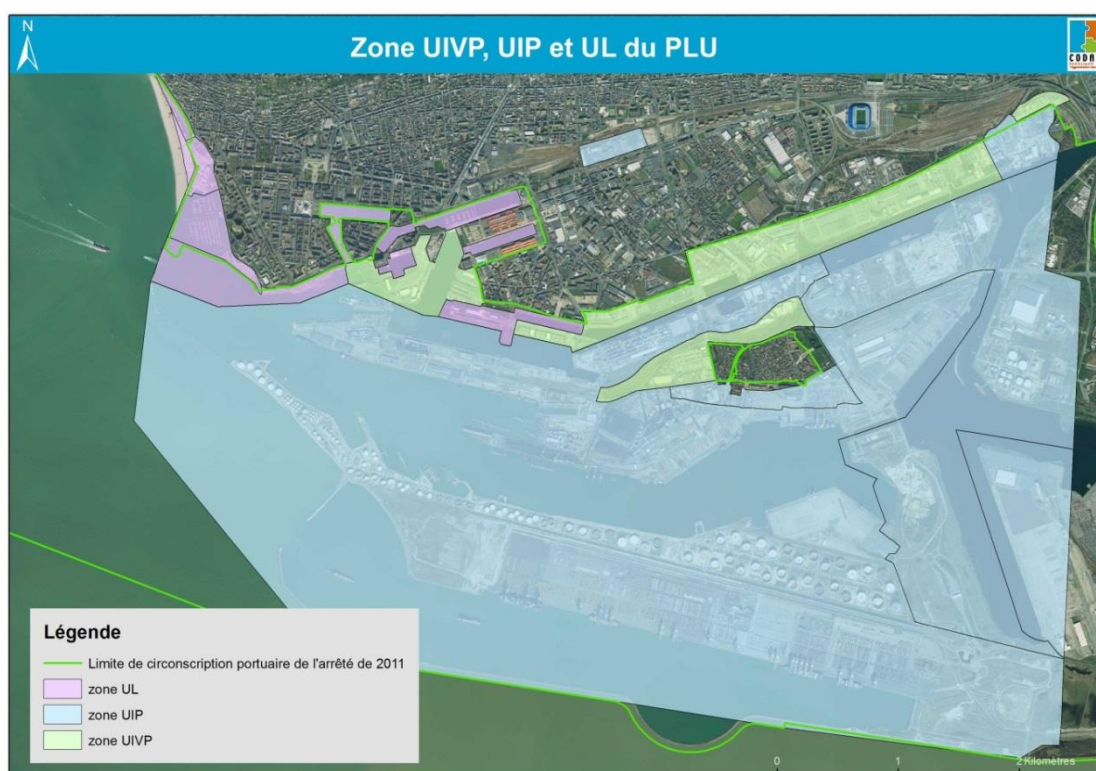 N
Zone UIVP, UIP et UL du PLU
Légende
Limite de circonscription portuaire de l'arrêté de 2011
zone UL
zone UIP
zone UIVP
0 1 2 Kilomètres